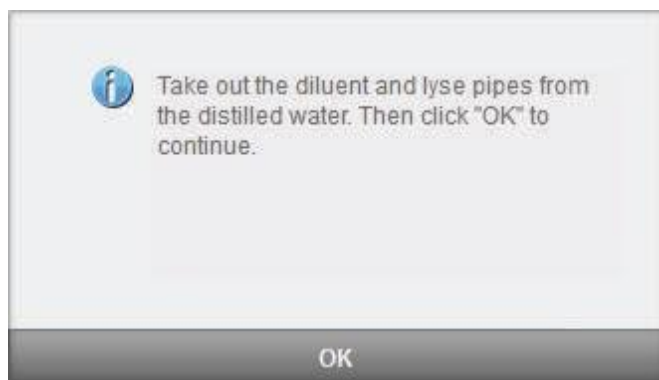 Take out the diluent and lyse pipes from
the distilled water. Then click "OK" to
continue.
OK